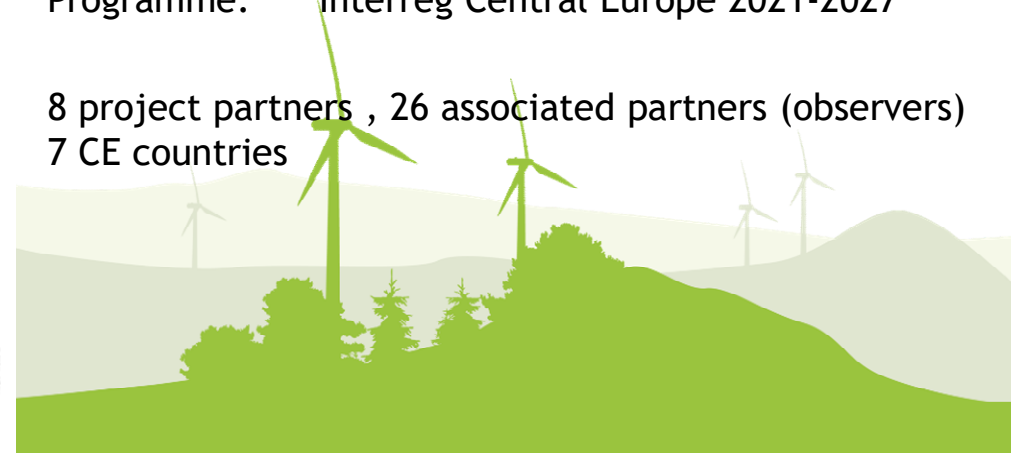 Programme: Interreg Central Europe 2021-2027
8 project partners , 26 associated partners (observers)
7 CE countries